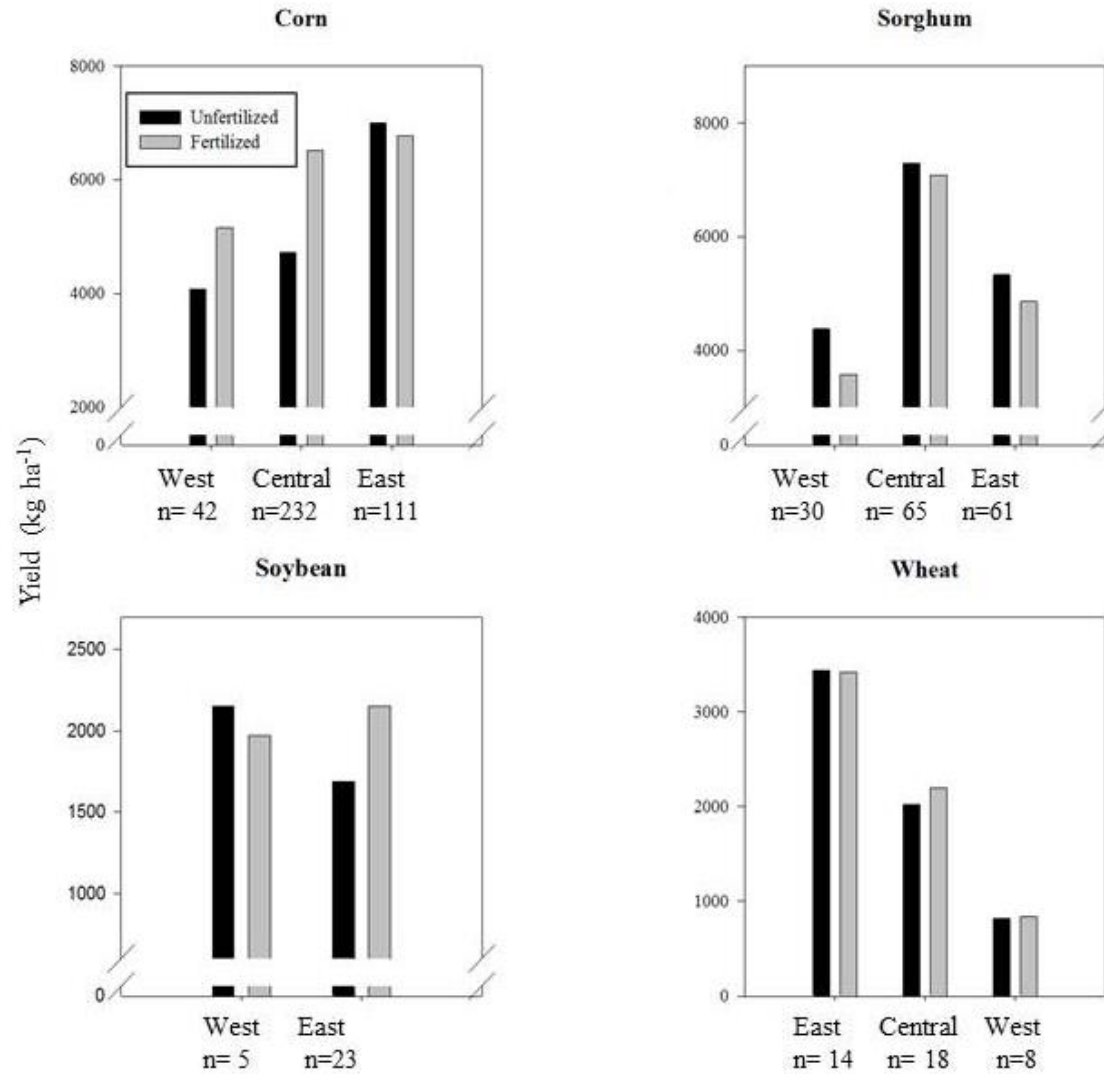 Corn
8000
6000
4000
2000
0
Unfertilized
Fertilized
West Central East
n= 42 n=232 n=111
Sorghum
8000
6000
4000
0
West Central East
n=30 n= 65 n=61
Yield (kg ha-1)
Soybean
2500
2000
1500
1000
0
West East
n= 5 n=23
Wheat
4000
3000
2000
1000
0
East Central West
n= 14 n= 18 n=8